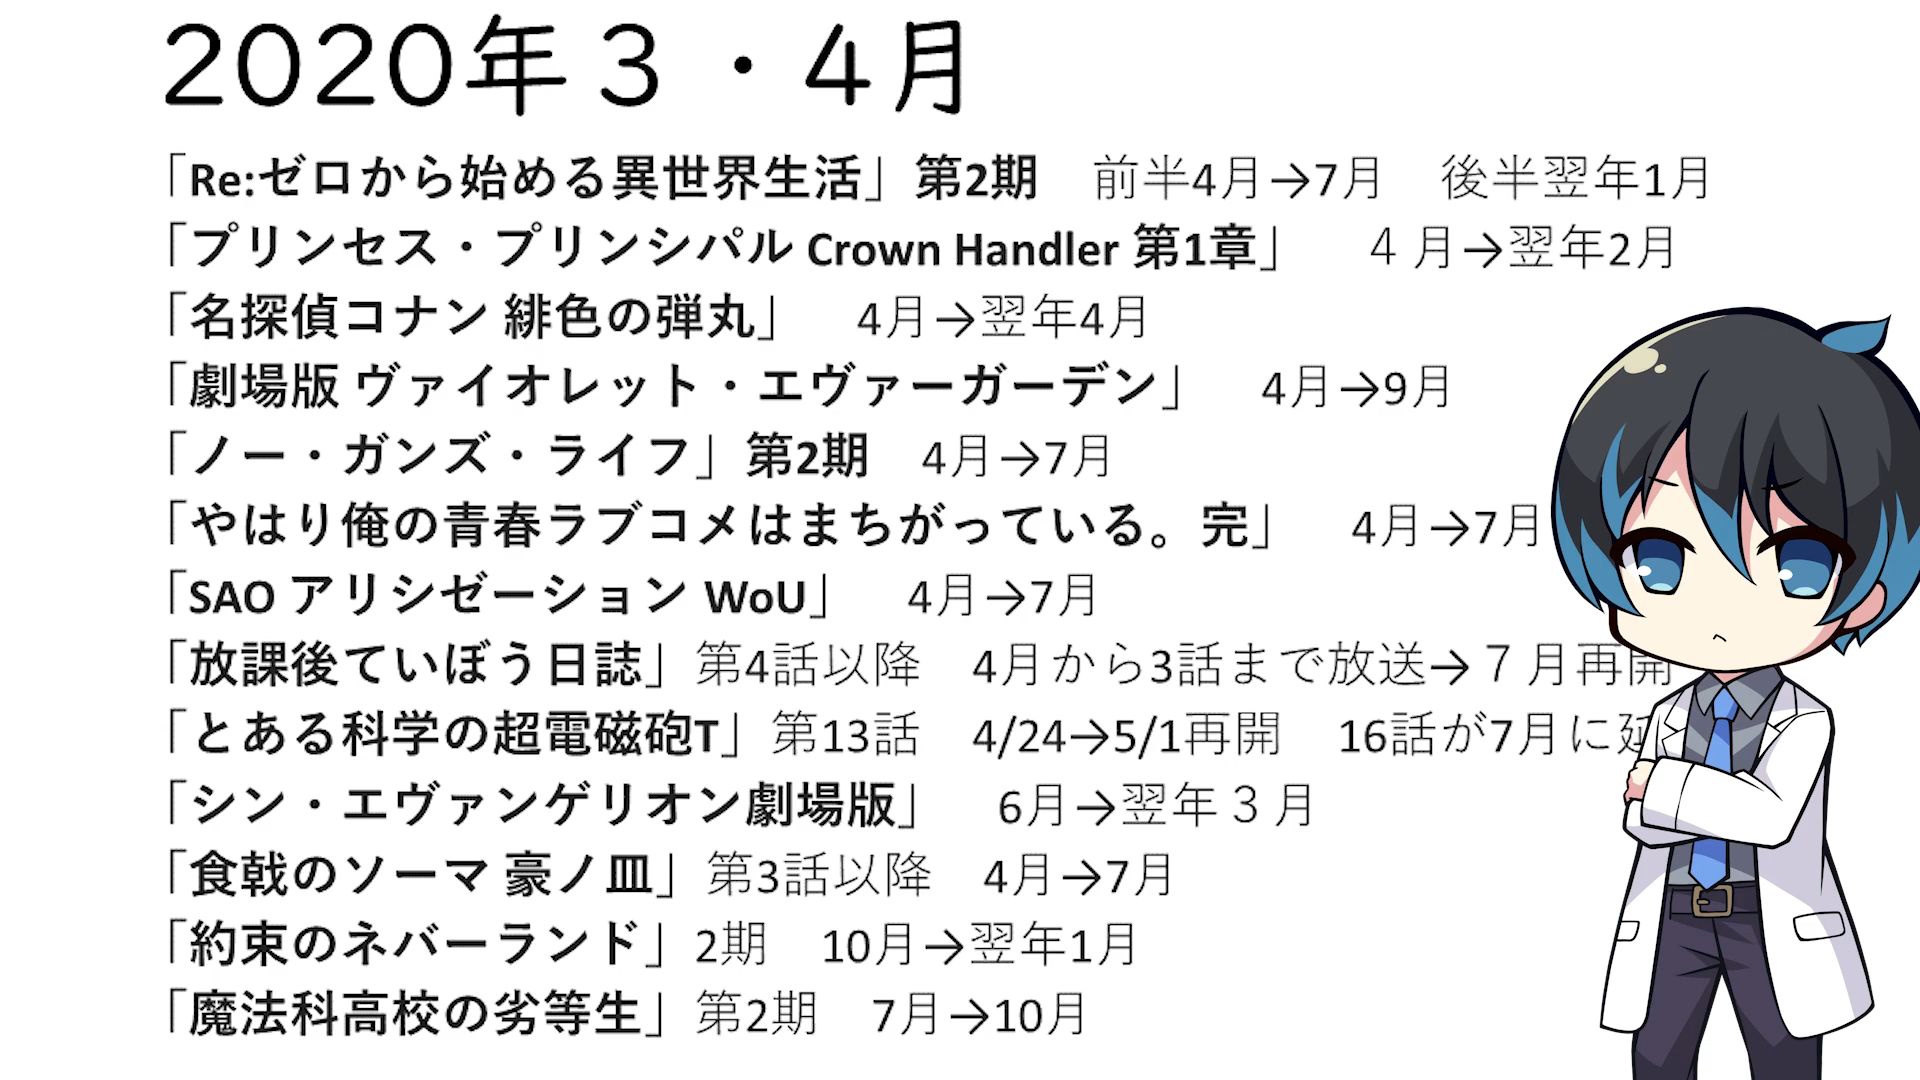 2020年３・４月
「Re:ゼロから始める異世界生活」第2期　前半4月→7月　後半翌年1月
「プリンセス・プリンシパル Crown Handler 第1章」　４月→翌年2月
「名探偵コナン 緋色の弾丸」　4月→翌年4月
「劇場版 ヴァイオレット・エヴァーガーデン」　4月→9月
「ノー・ガンズ・ライフ」第2期　4月→7月
「やはり俺の青春ラブコメはまちがっている。完」　4月→7月
「SAO アリシゼーション WoU」　4月→7月
「放課後ていぼう日誌」第4話以降　4月から3話まで放送→７月再開
「とある科学の超電磁砲T」第13話　4/24→5/1再開　16話が7月に延
「シン・エヴァンゲリオン劇場版」　6月→翌年３月
「食戟のソーマ 豪ノ皿」第3話以降　4月→7月
「約束のネバーランド」2期　10月→翌年1月
「魔法科高校の劣等生」第2期　7月→10月